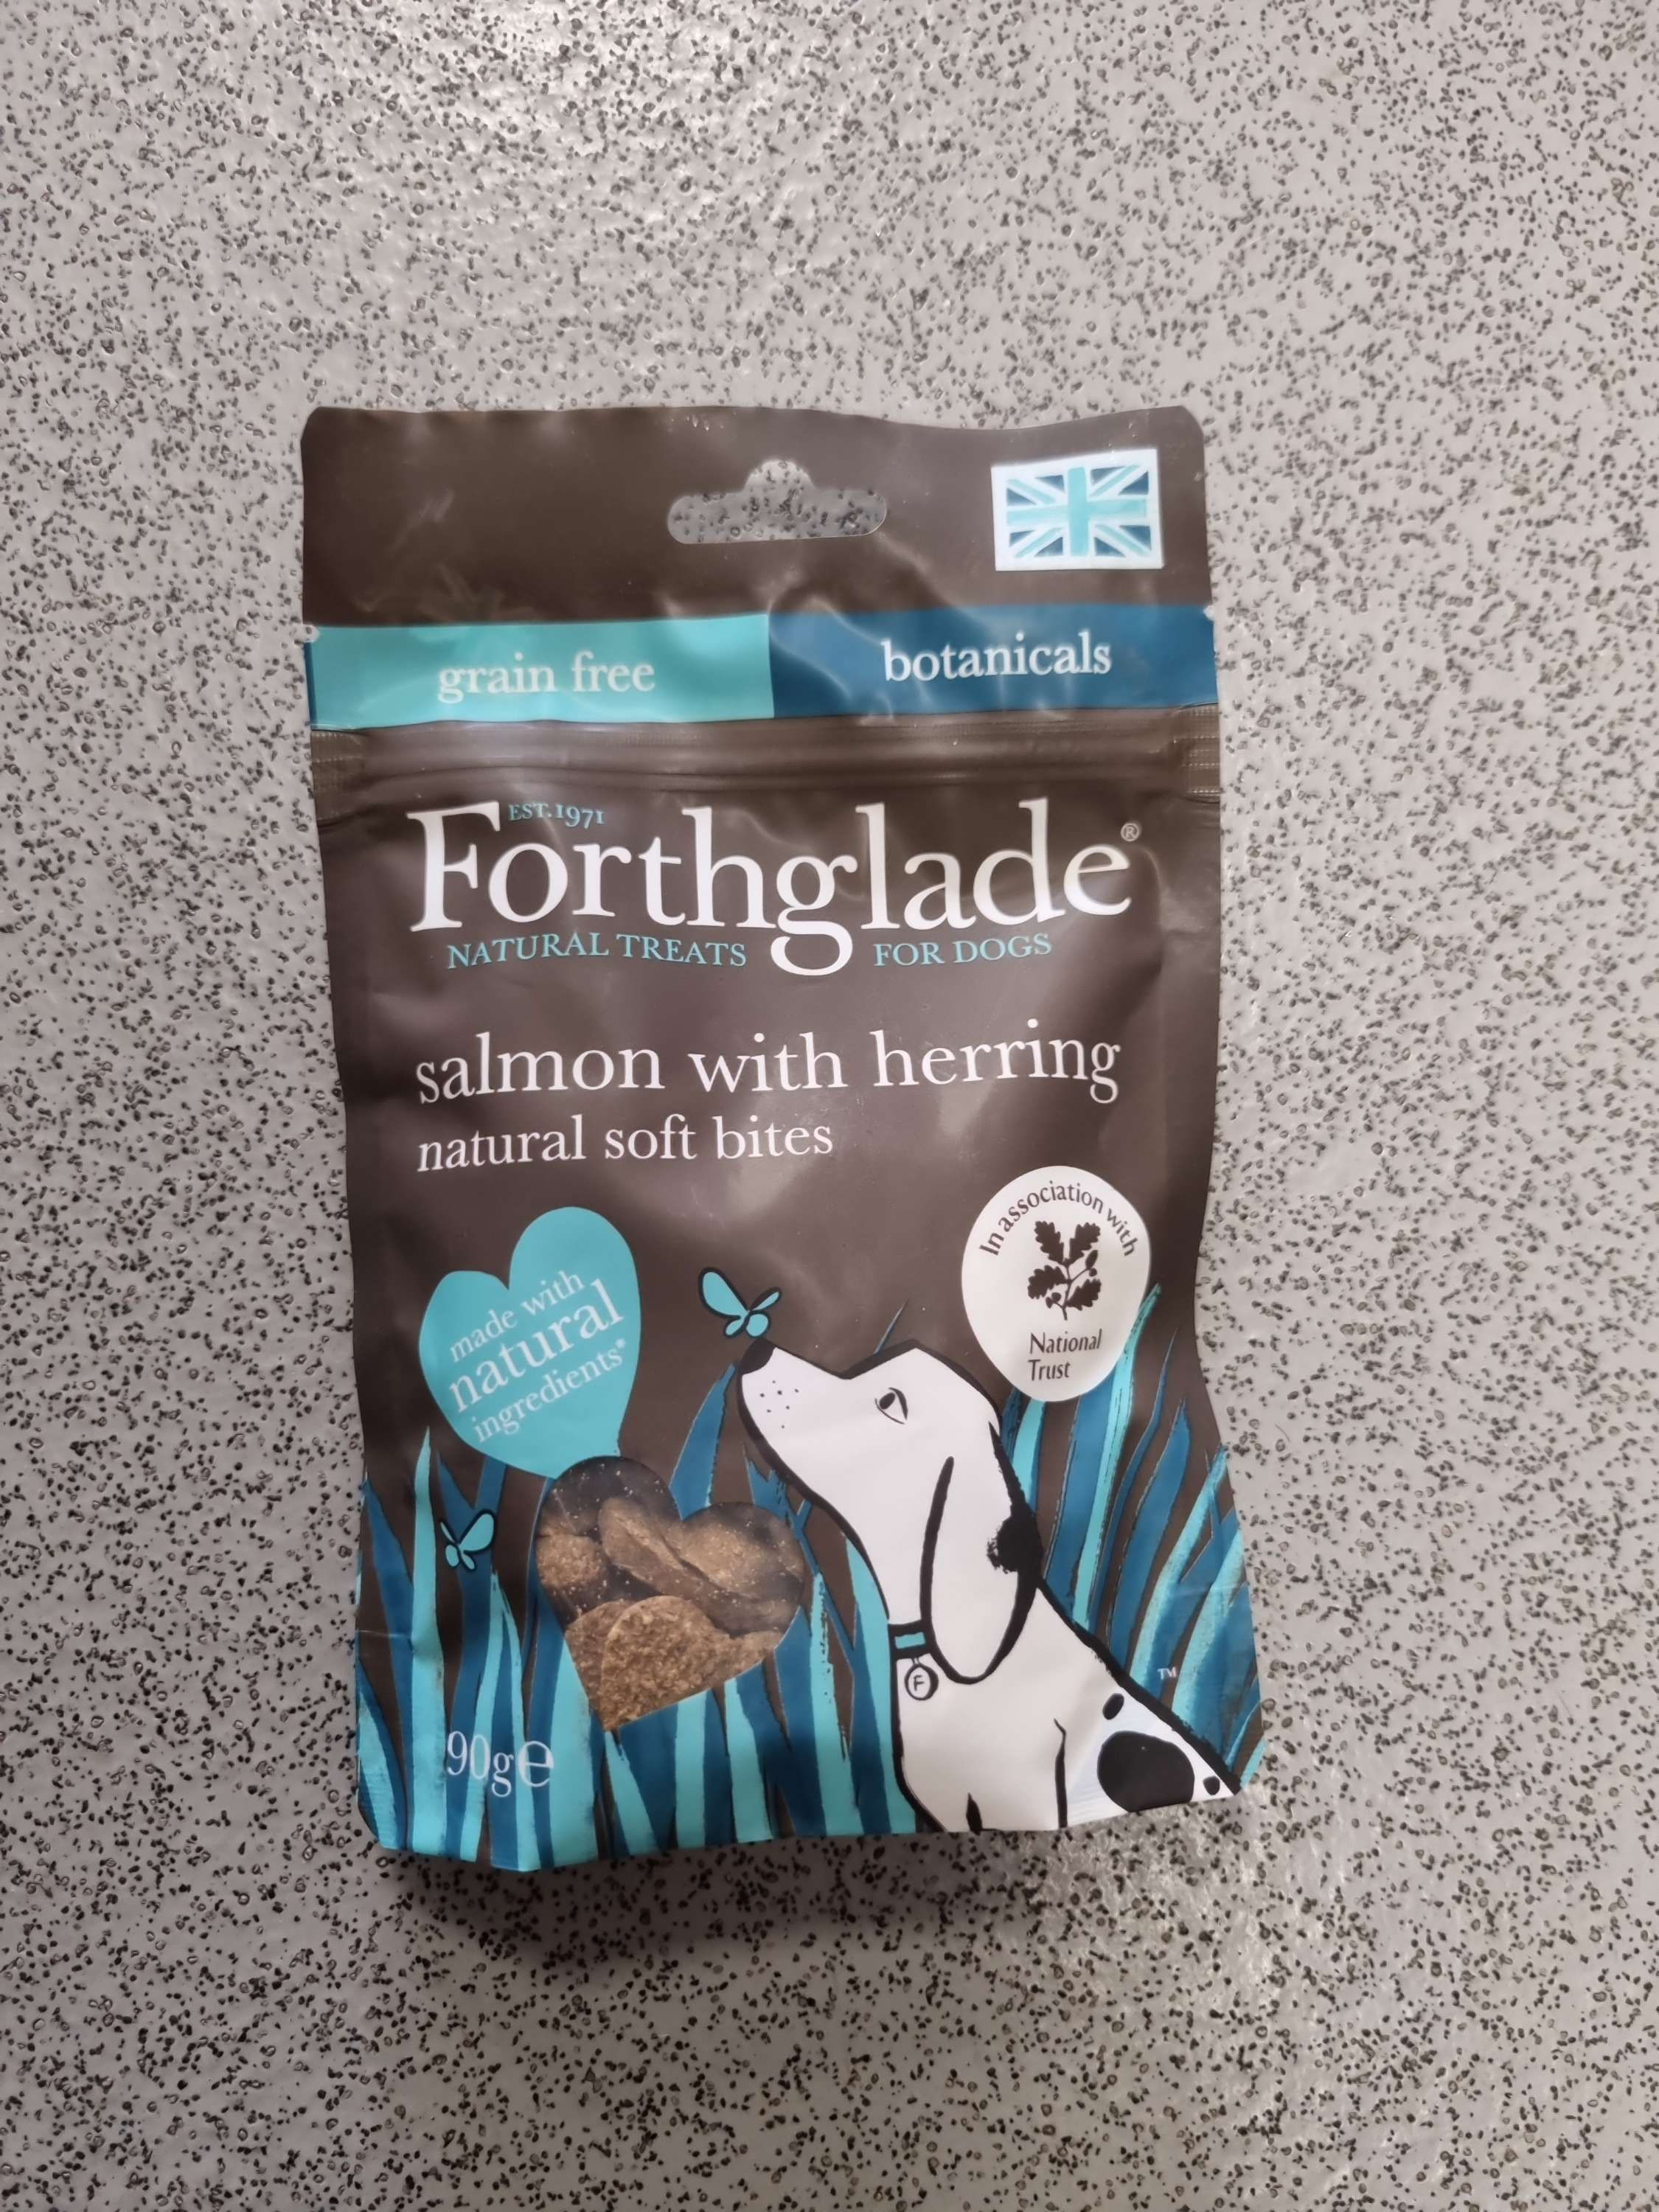 grain free
botanicals
EST.1971
Forthglade®
NATURAL TREATS FOR DOGS
salmon with herring
natural soft bites
In association with
National
Trust
made with
natural
ingredients*
F
TM
90g℮